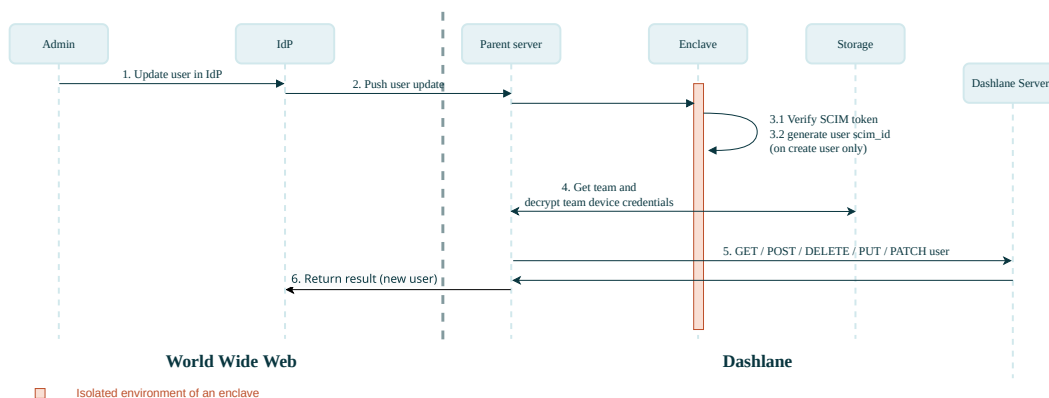 Admin
IdP
Parent server
Enclave
Storage
Dashlane Server
1. Update user in IdP
2. Push user update
3.1 Verify SCIM token
3.2 generate user scim_id
(on create user only)
4. Get team and
decrypt team device credentials
5. GET / POST / DELETE / PUT / PATCH user
6. Return result (new user)
World Wide Web
Dashlane
Isolated environment of an enclave